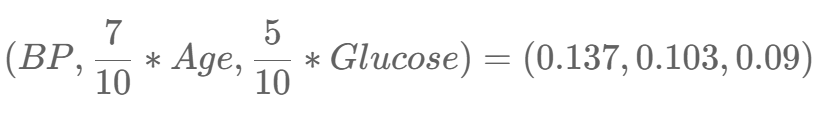 (BP, 7/10 * Age, 5/10 * Glucose) = (0.137, 0.103, 0.09)